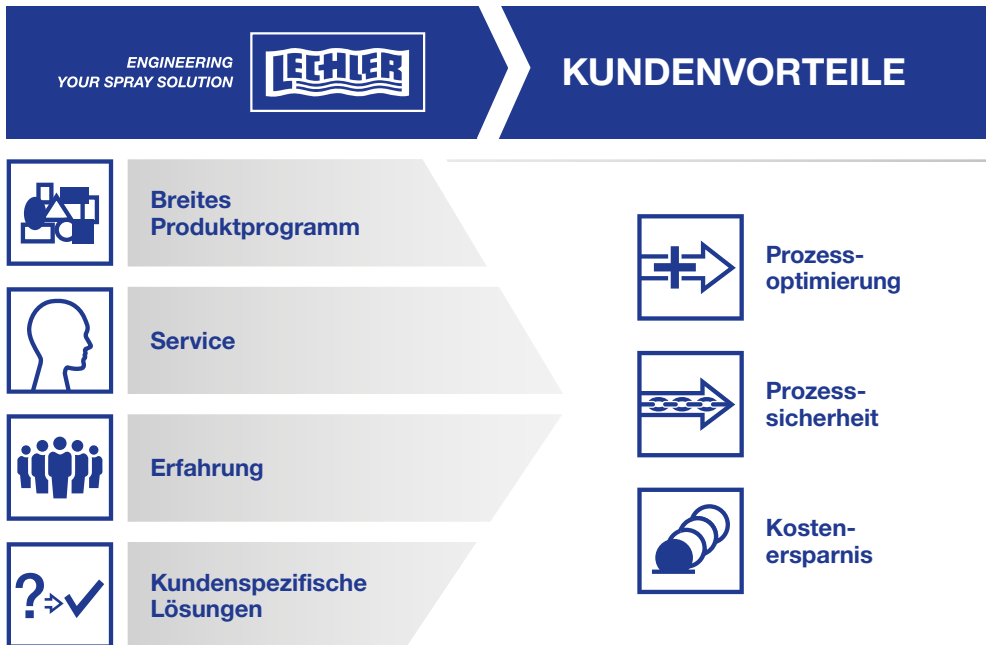 ENGINEERING
YOUR SPRAY SOLUTION
LECHLER
KUNDENVORTEILE
Breites
Produktprogramm
Service
Erfahrung
Kundenspezifische
Lösungen
Prozess-
optimierung
Prozess-
sicherheit
Kosten-
ersparnis